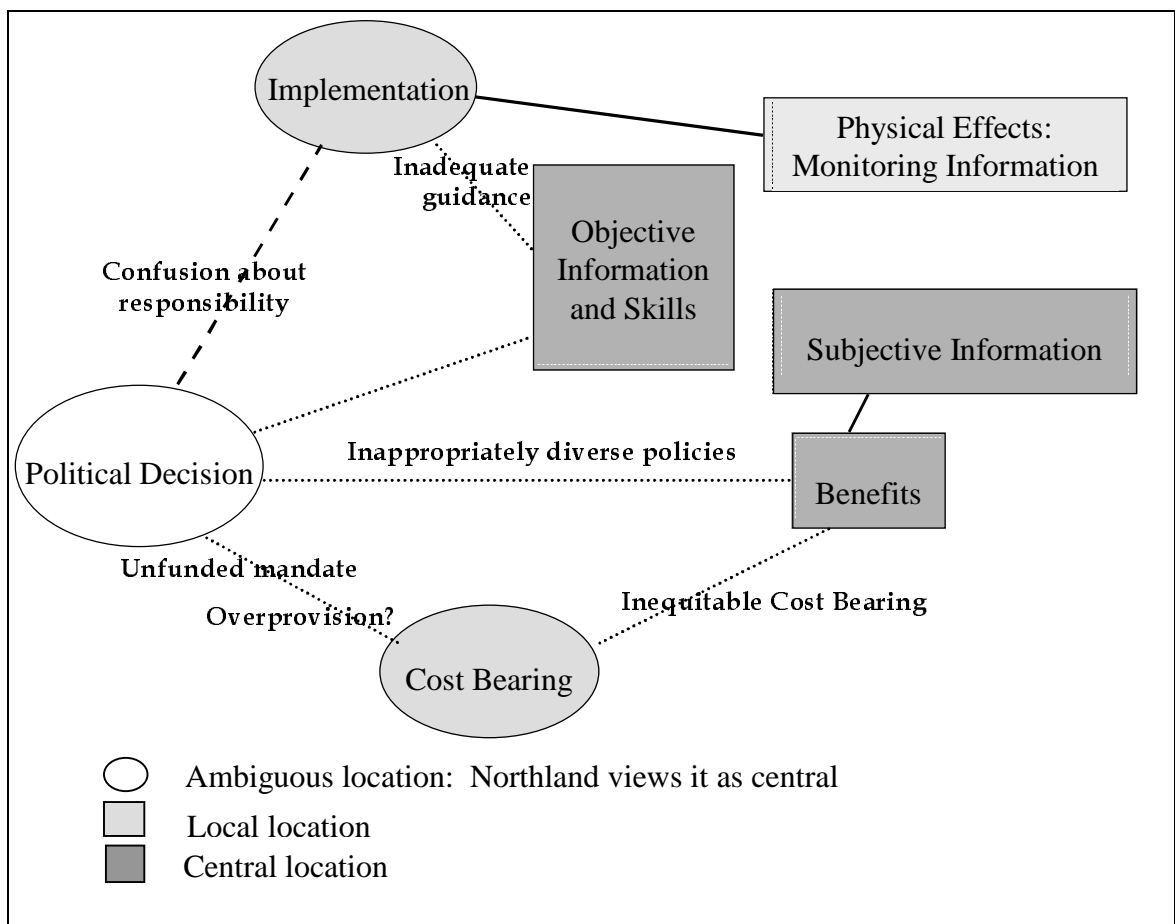 Implementation
Physical Effects:
Monitoring Information
Inadequate
guidance
Objective
Information
and Skills
Confusion about
responsibility
Subjective Information
Political Decision
Inappropriately diverse policies
Benefits
Unfunded mandate
Overprovision?
Inequitable Cost Bearing
Cost Bearing
Ambiguous location:  Northland views it as central
Local location
Central location